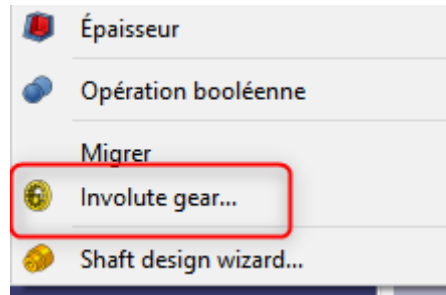 Épaisseur
Opération booléenne
Migrer
Involute gear...
Shaft design wizard...